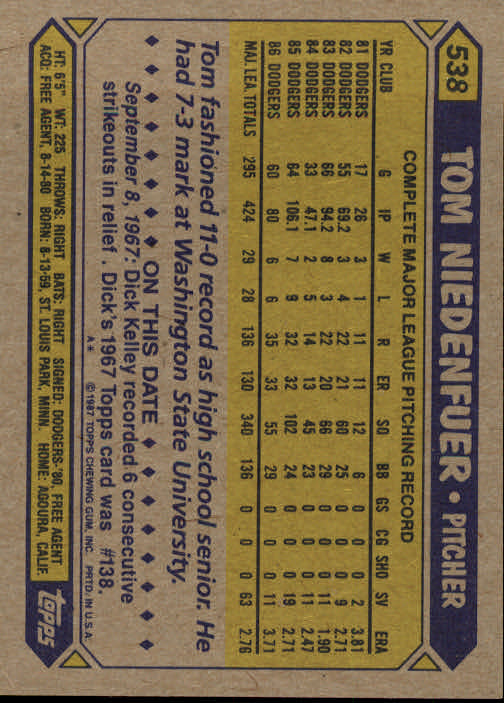 538 TOM NIEDENFUER • PITCHER
COMPLETE MAJOR LEAGUE PITCHING RECORD
YR CLUB G IP W L R ER SO BB GS CG SHO SV ERA
81 DODGERS 17 26 3 1 11 11 12 6 0 0 0 2 3.81
82 DODGERS 55 69.2 3 4 22 21 60 25 0 0 0 9 2.71
83 DODGERS 66 94.2 8 3 22 20 66 29 0 0 0 11 1.90
84 DODGERS 33 47.1 2 5 14 13 45 23 0 0 0 11 2.47
85 DODGERS 64 106.1 7 9 32 32 102 24 0 0 0 19 2.71
86 DODGERS 60 80 6 6 35 33 55 29 0 0 0 11 3.71
MAJ. LEA. TOTALS 295 424 29 28 136 130 340 136 0 0 0 63 2.76
Tom fashioned 11-0 record as high school senior. He
had 7-3 mark at Washington State University.
ON THIS DATE
September 8, 1967: Dick Kelley recorded 6 consecutive
strikeouts in relief. Dick's 1967 Topps card was #138.
A* ©1987 TOPPS CHEWING GUM, INC. PRTD. IN U.S.A.
HT: 6'5" WT: 225 THROWS: RIGHT BATS: RIGHT SIGNED: DODGERS-'80, FREE AGENT
ACQ: FREE AGENT, 8-14-80 BORN: 8-13-59, ST. LOUIS PARK, MINN. HOME: AGOURA, CALIF.
TOPPS